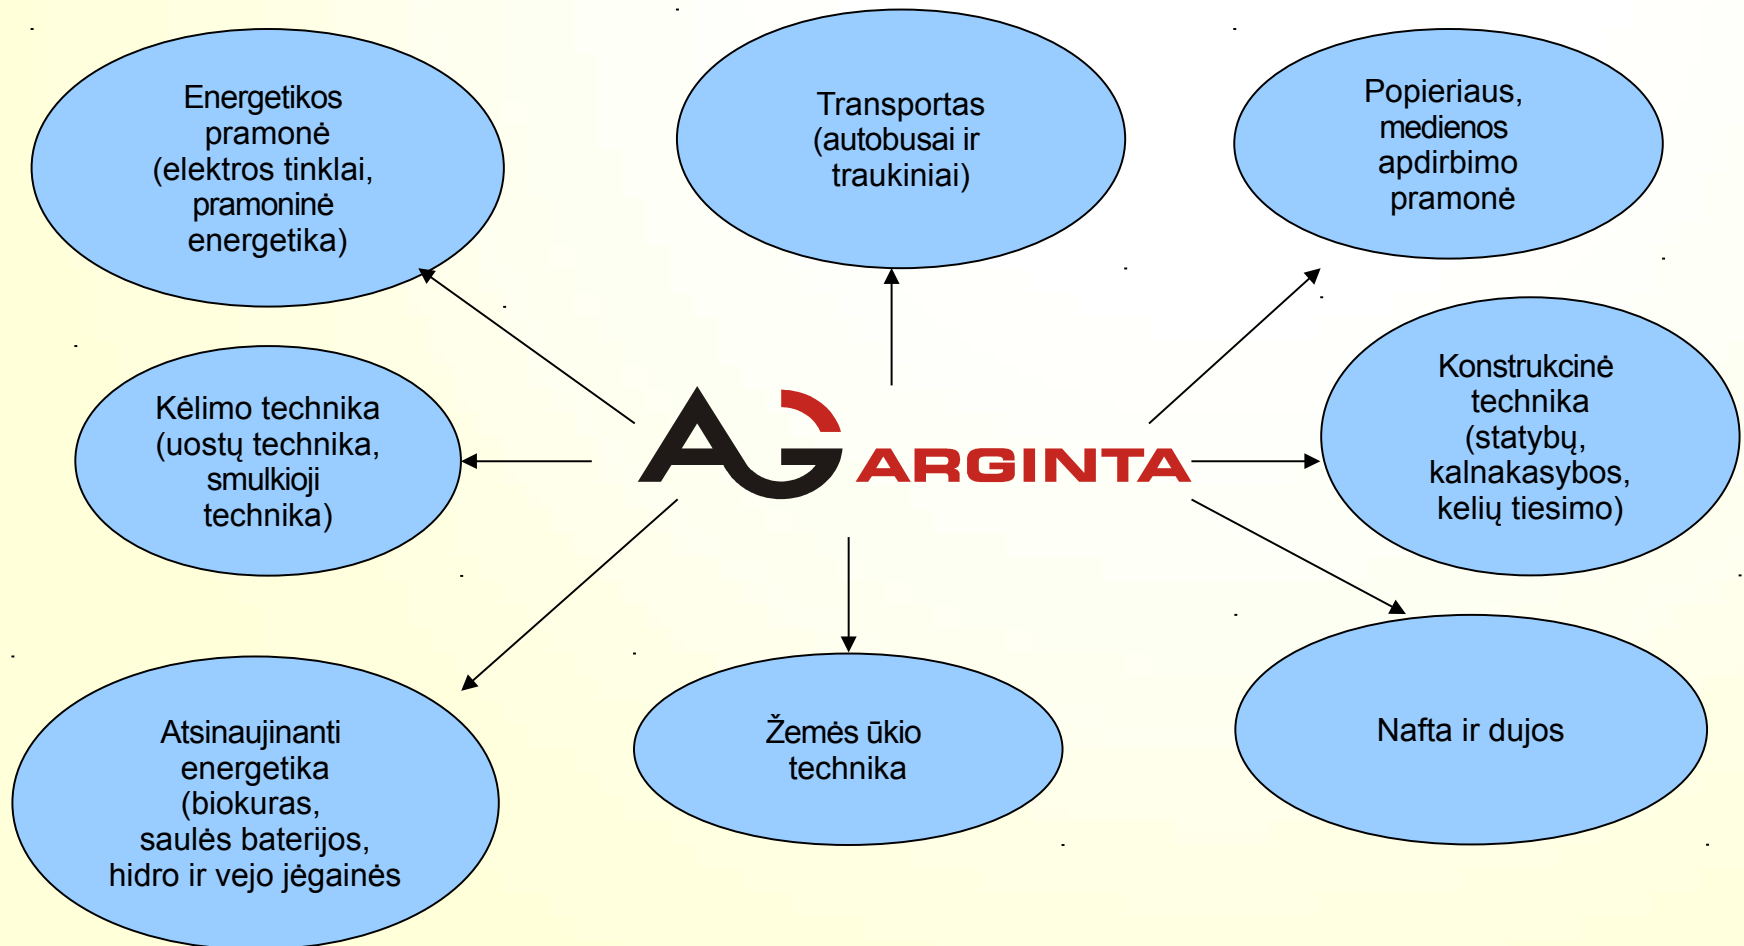 Energetikos
pramonė
(elektros tinklai,
pramoninė
energetika)
Transportas
(autobusai ir
traukiniai)
Popieriaus,
medienos
apdirbimo
pramonė
Kėlimo technika
(uostų technika,
smulkioji
technika)
ARGINTA
Konstrukcinė
technika
(statybų,
kalnakasybos,
kelių tiesimo)
Atsinaujinanti
energetika
(biokuras,
saulės baterijos,
hidro ir vejo jėgainės
Žemės ūkio
technika
Nafta ir dujos